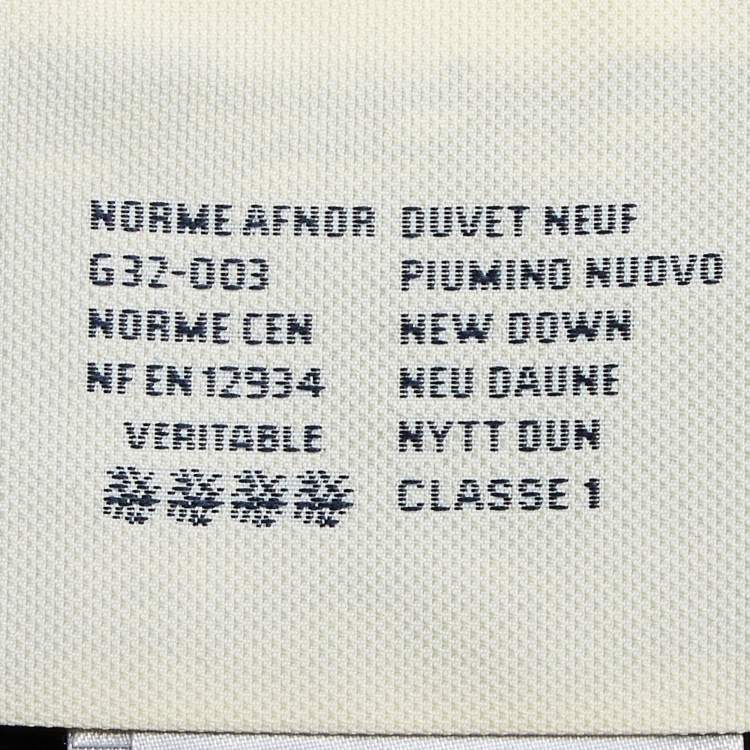 NORME AFNOR
G32-003
NORME CEN
NF EN 12934
VERITABLE
DUVET NEUF
PIUMINO NUOVO
NEW DOWN
NEU DAUNE
NYTT DUN
CLASSE 1